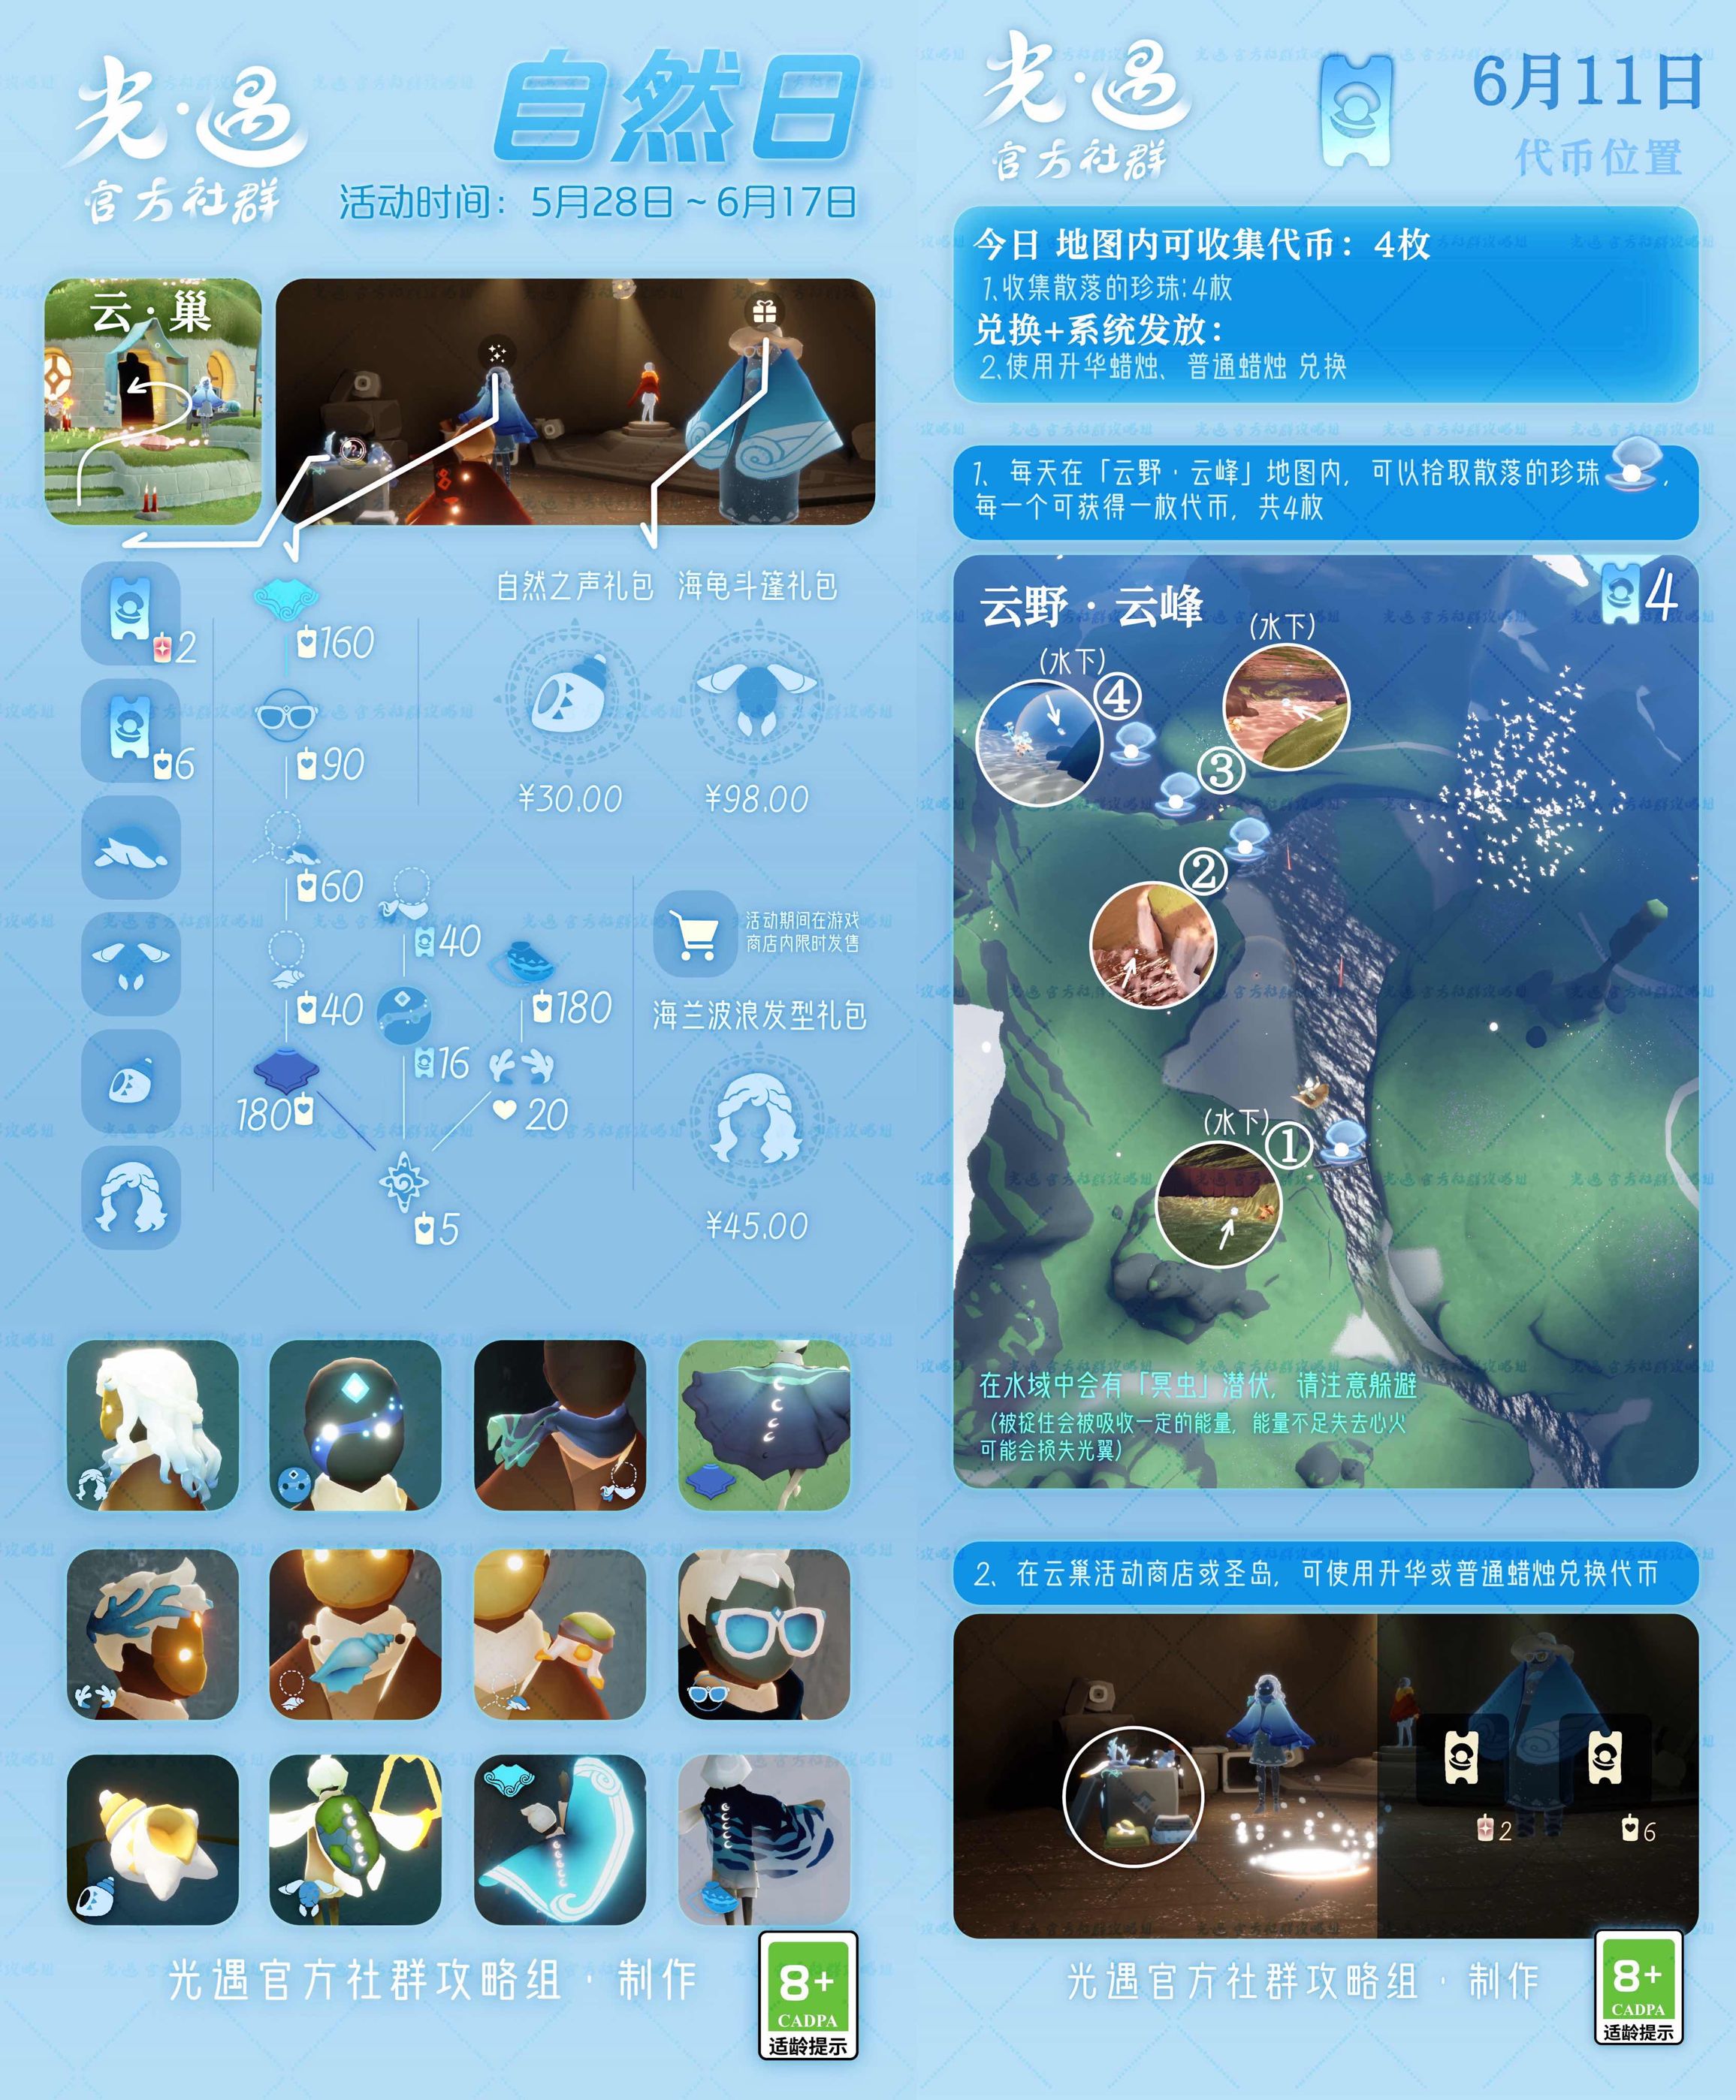 光·遇
官方社群
自然日
活动时间：5月28日～6月17日
云·巢
2
160
自然之声礼包
海龟斗篷礼包
6
90
¥30.00
¥98.00
60
40
活动期间在游戏
商店内限时发售
40
180
海兰波浪发型礼包
16
180
20
5
¥45.00
光遇官方社群攻略组·制作
8+
CADPA
适龄提示
光·遇
官方社群
6月11日
代币位置
今日 地图内可收集代币：4枚
1、收集散落的珍珠:4枚
兑换+系统发放：
2、使用升华蜡烛、普通蜡烛 兑换
1、每天在「云野·云峰」地图内，可以拾取散落的珍珠，
每一个可获得一枚代币，共4枚
云野·云峰
4
(水下)
(水下)
④
③
②
(水下)
①
在水域中会有「冥虫」潜伏，请注意躲避
（被捉住会被吸收一定的能量，能量不足失去心火
可能会损失光翼）
2、在云巢活动商店或圣岛，可使用升华或普通蜡烛兑换代币
2
6
光遇官方社群攻略组·制作
8+
CADPA
适龄提示